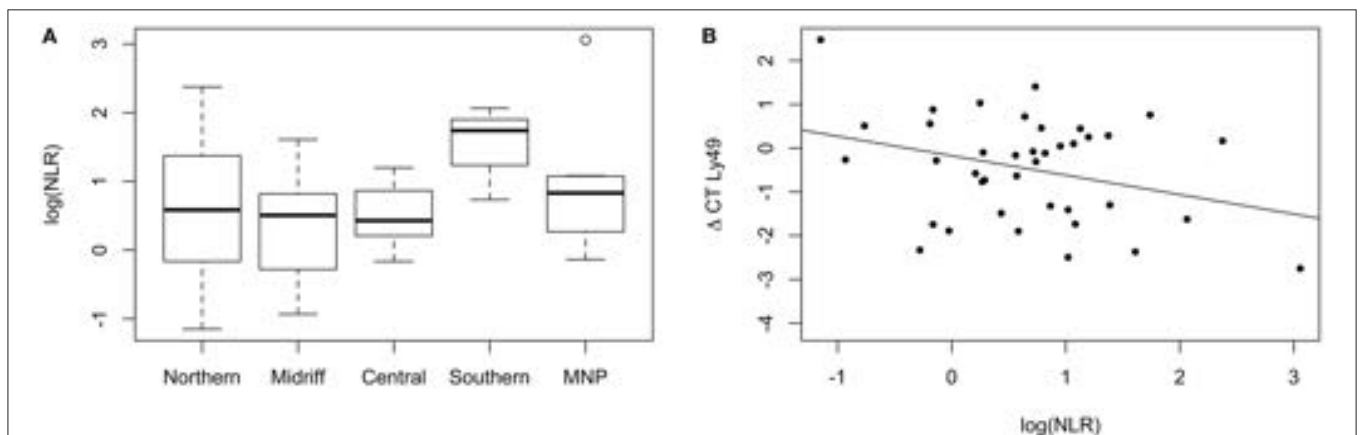 A
log(NLR)
3
2
1
0
-1
Northern Midriff Central Southern MNP
B
Δ CT Ly49
2
1
0
-1
-2
-3
-4
-1 0 1 2 3
log(NLR)